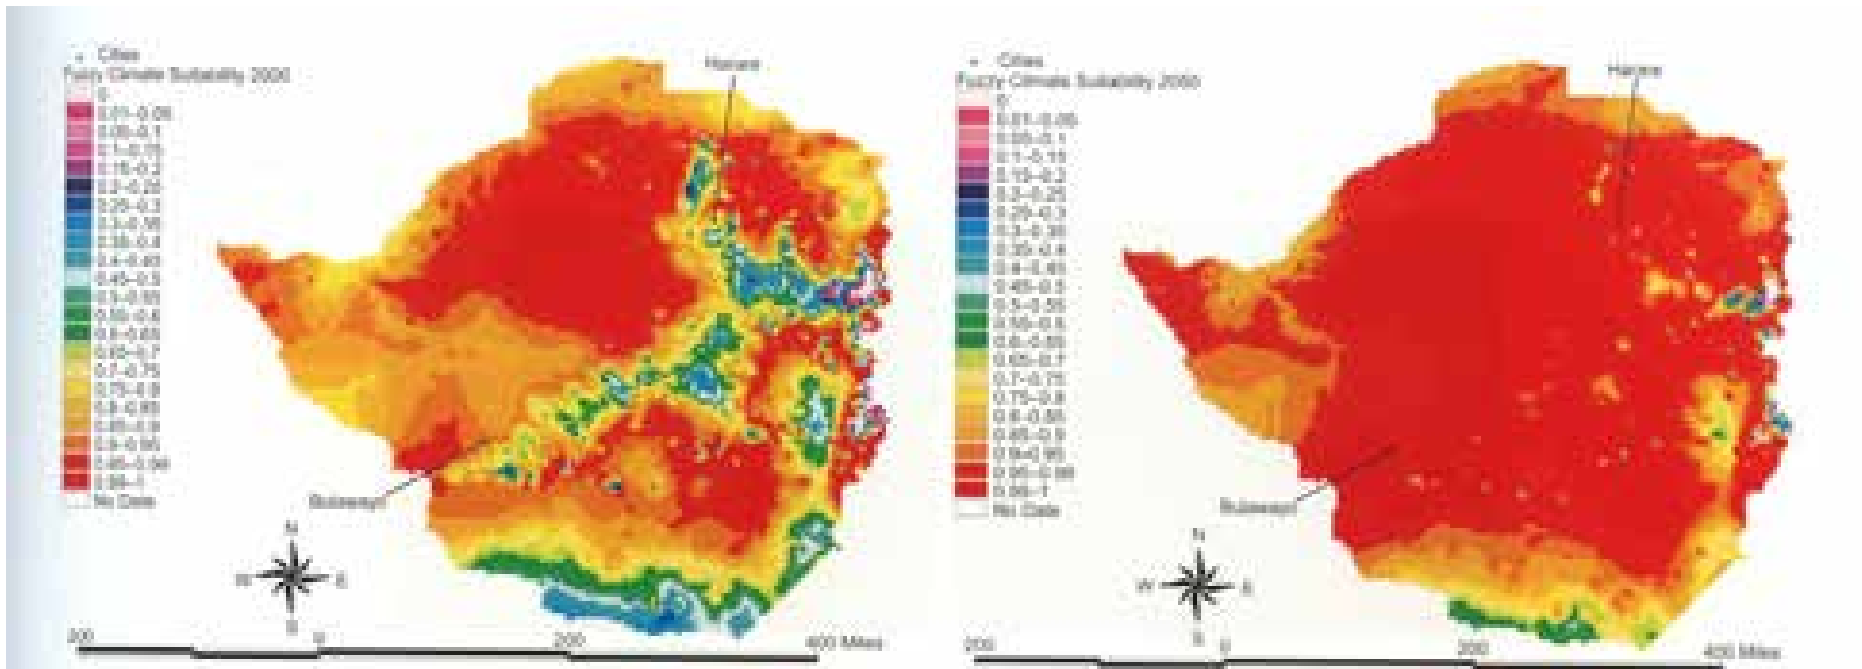 Cities
Fuzzy Climate Suitability 2000
0
0.01–0.05
0.05–0.1
0.1–0.15
0.15–0.2
0.2–0.25
0.25–0.3
0.3–0.35
0.35–0.4
0.4–0.45
0.45–0.5
0.5–0.55
0.55–0.6
0.6–0.65
0.65–0.7
0.7–0.75
0.75–0.8
0.8–0.85
0.85–0.9
0.9–0.95
0.95–0.99
0.99–1
No Data
Harare
Bulawayo
N
W E
S
200 0 200 400 Miles
Cities
Fuzzy Climate Suitability
0
0.01–0.05
0.05–0.1
0.1–0.15
0.15–0.2
0.2–0.25
0.25–0.3
0.3–0.35
0.35–0.4
0.4–0.45
0.45–0.5
0.5–0.55
0.6–0.65
0.65–0.7
0.7–0.75
0.75–0.8
0.8–0.85
0.85–0.9
0.9–0.95
0.95–0.99
0.99–1
No Data
Harare
Bulawayo
N
W E
S
200 0 200 400 Miles